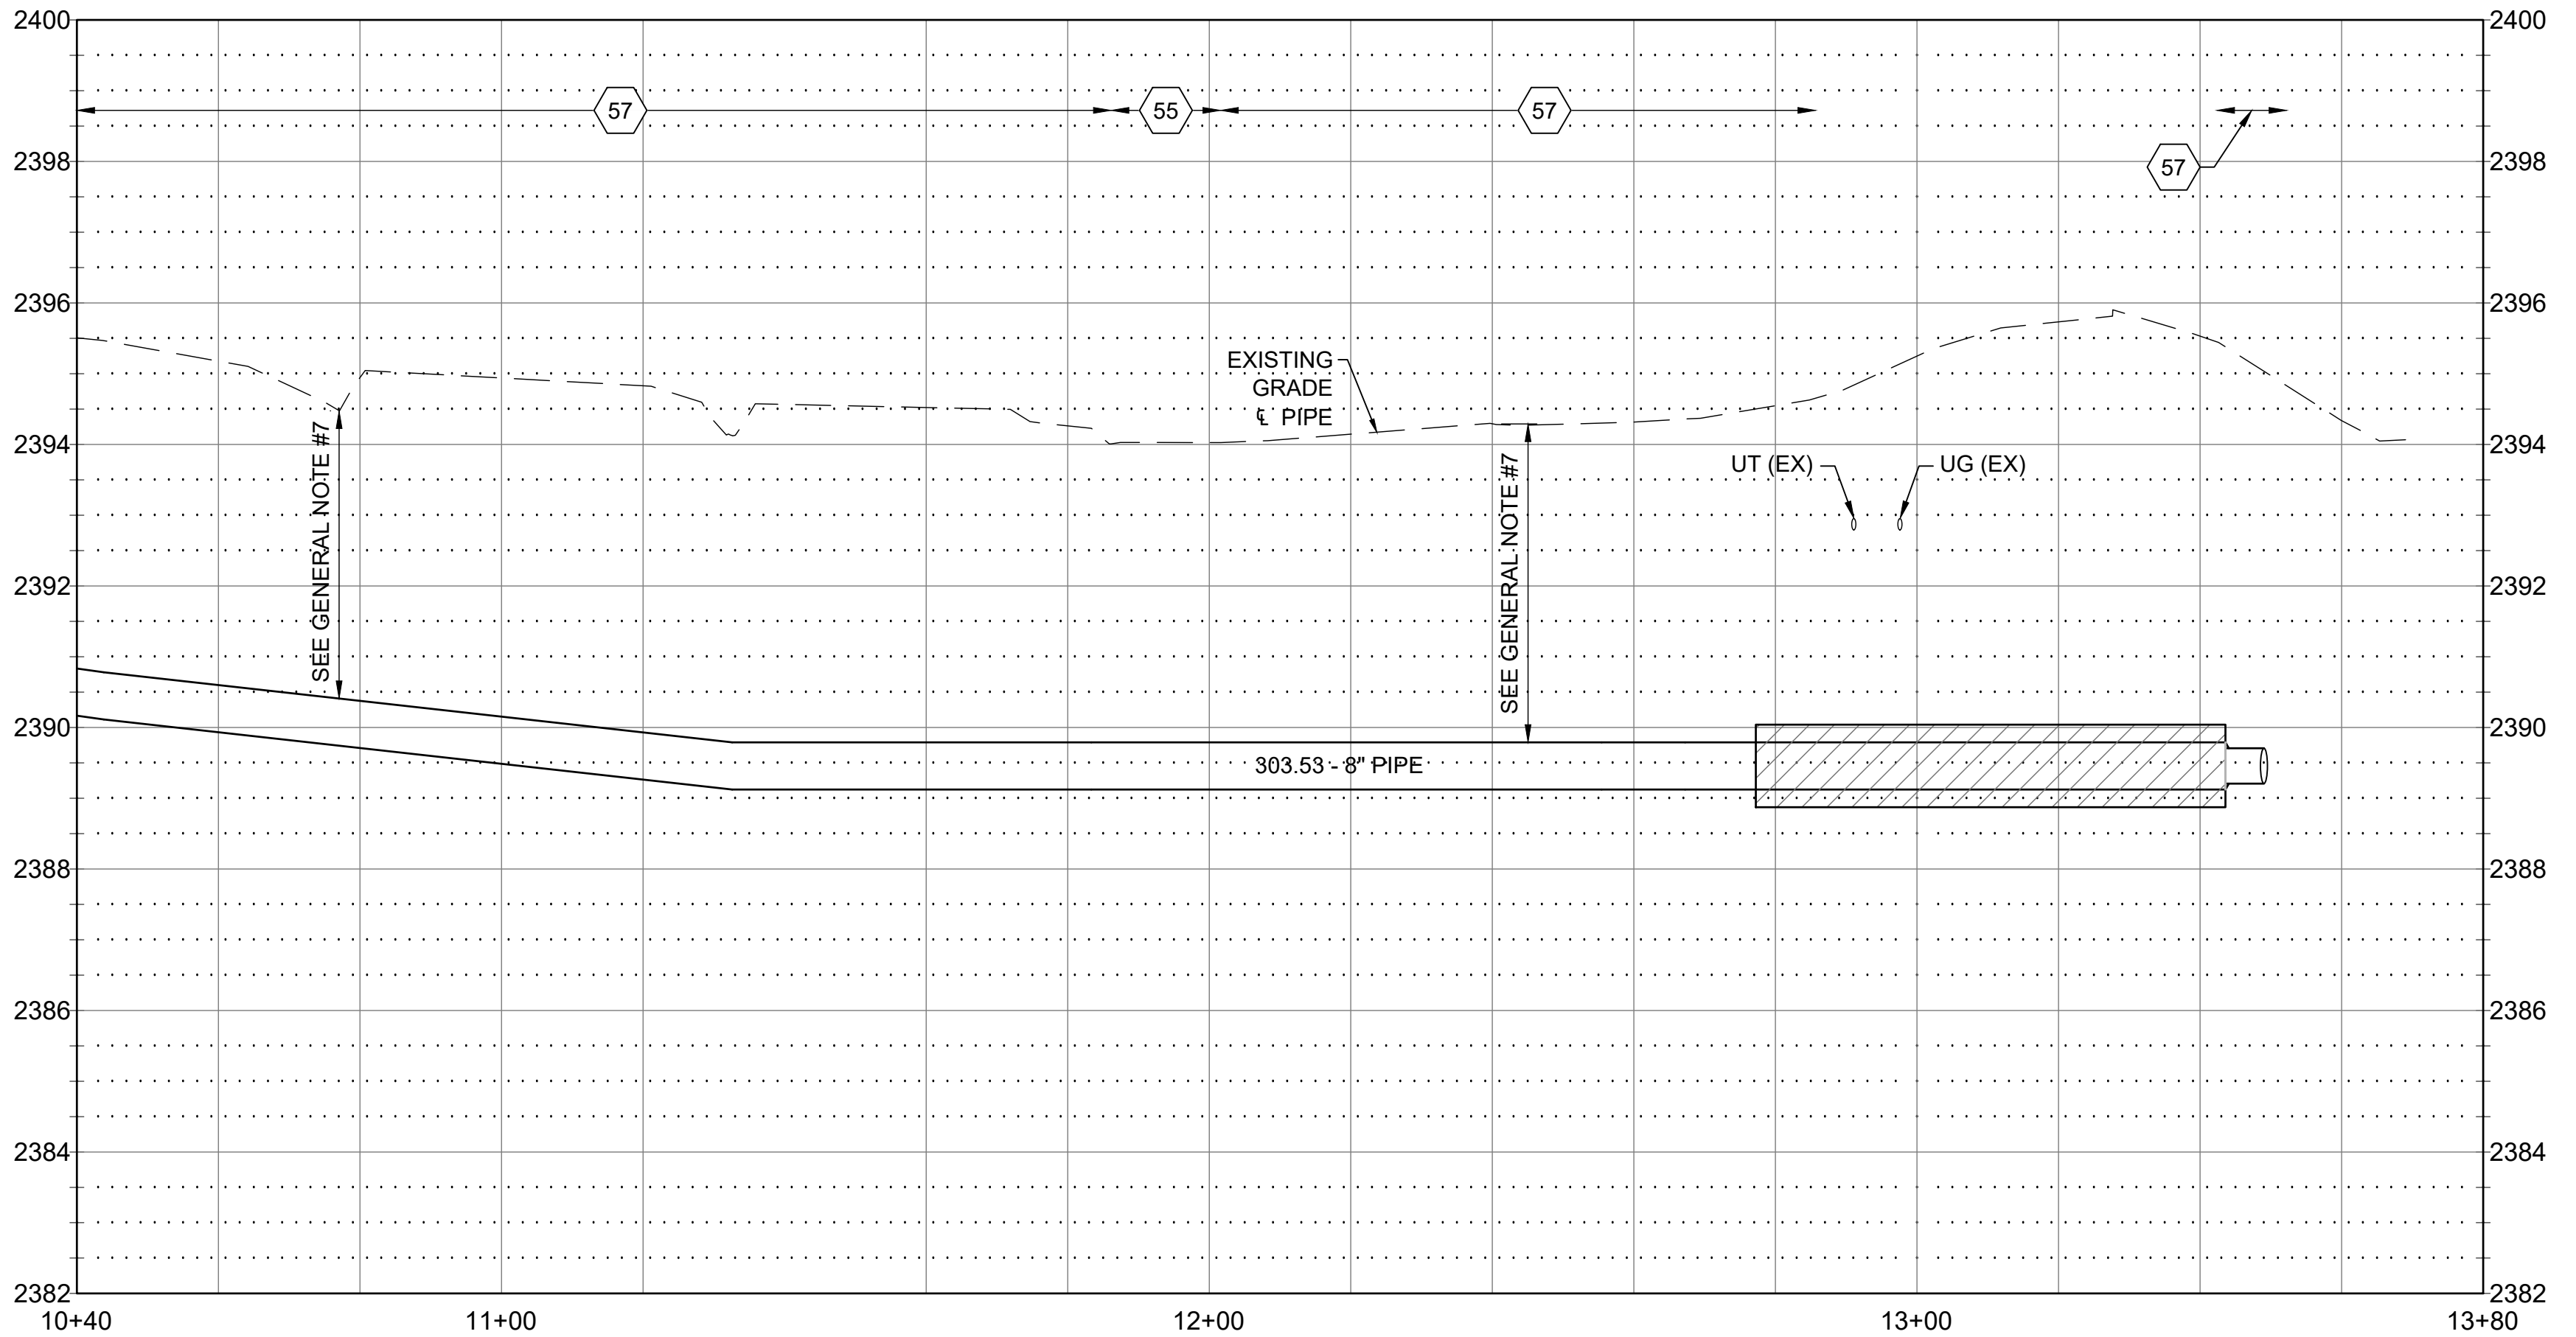 2400 2400
57 55 57
2398 57 2398
2396 2396
EXISTING
GRADE
℄ PIPE
2394 2394
SEE GENERAL NOTE #7
SEE GENERAL NOTE #7
UT (EX) UG (EX)
2392 2392
2390 2390
303.53 - 8" PIPE
2388 2388
2386 2386
2384 2384
2382 2382
10+40 11+00 12+00 13+00 13+80